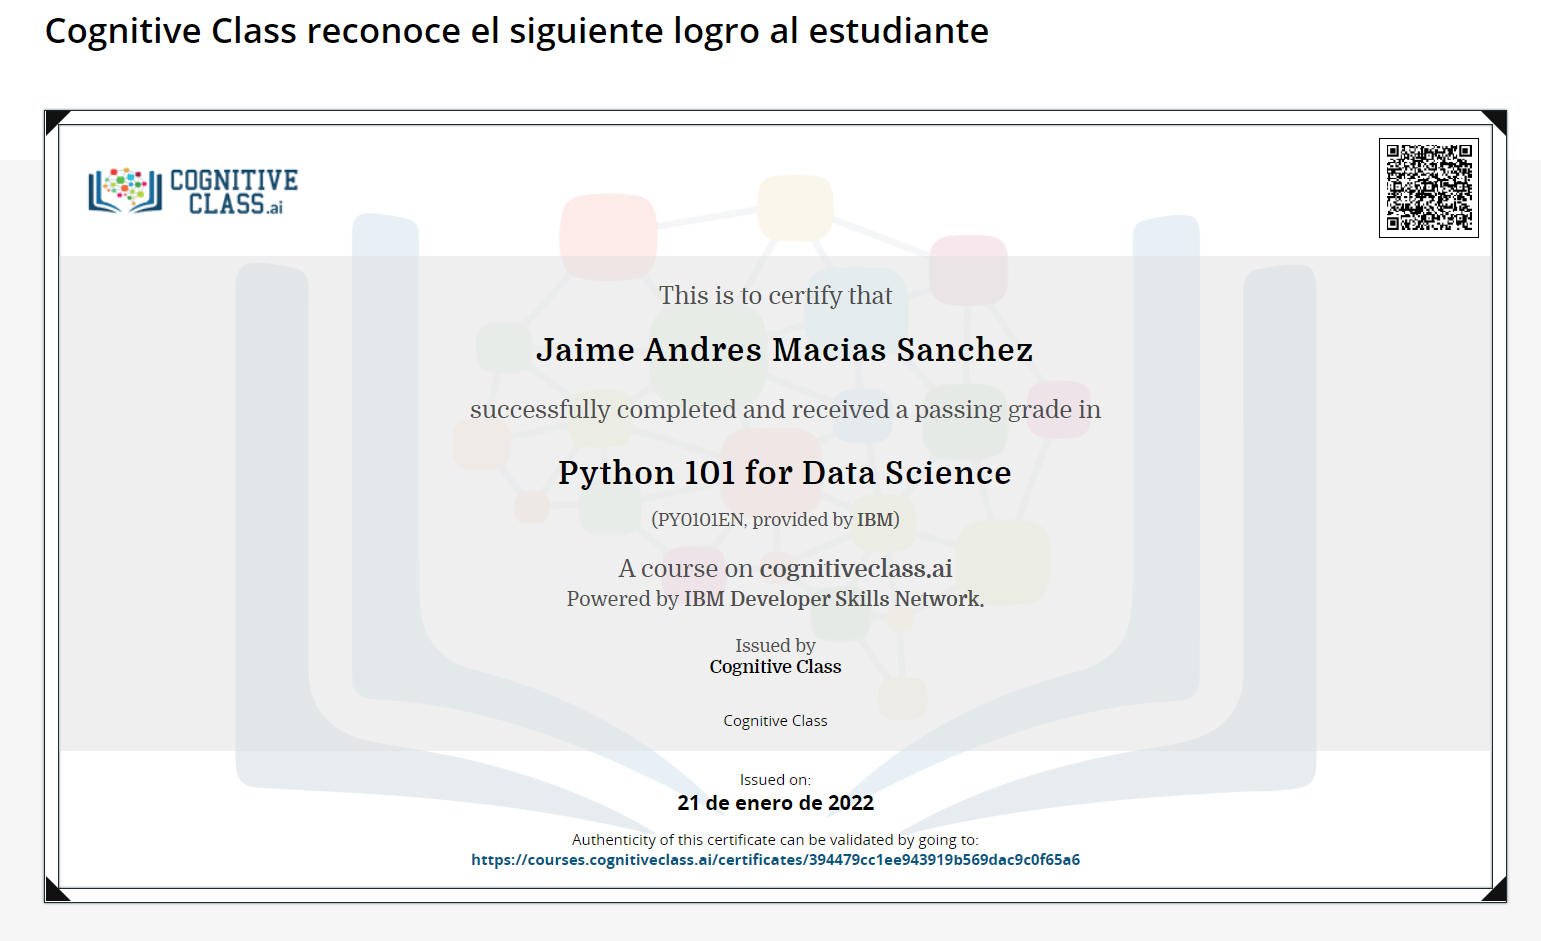 Cognitive Class reconoce el siguiente logro al estudiante
COGNITIVE
CLASS.ai
This is to certify that
Jaime Andres Macias Sanchez
successfully completed and received a passing grade in
Python 101 for Data Science
(PY0101EN, provided by IBM)
A course on cognitiveclass.ai
Powered by IBM Developer Skills Network.
Issued by
Cognitive Class
Cognitive Class
Issued on:
21 de enero de 2022
Authenticity of this certificate can be validated by going to:
https://courses.cognitiveclass.ai/certificates/394479cc1ee943919b569dac9c0f65a6